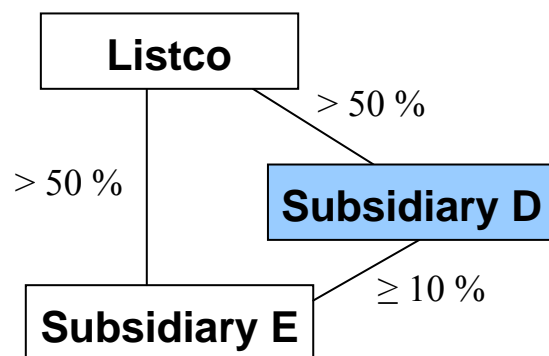 Listco
> 50 %
> 50 %
Subsidiary D
≥ 10 %
Subsidiary E